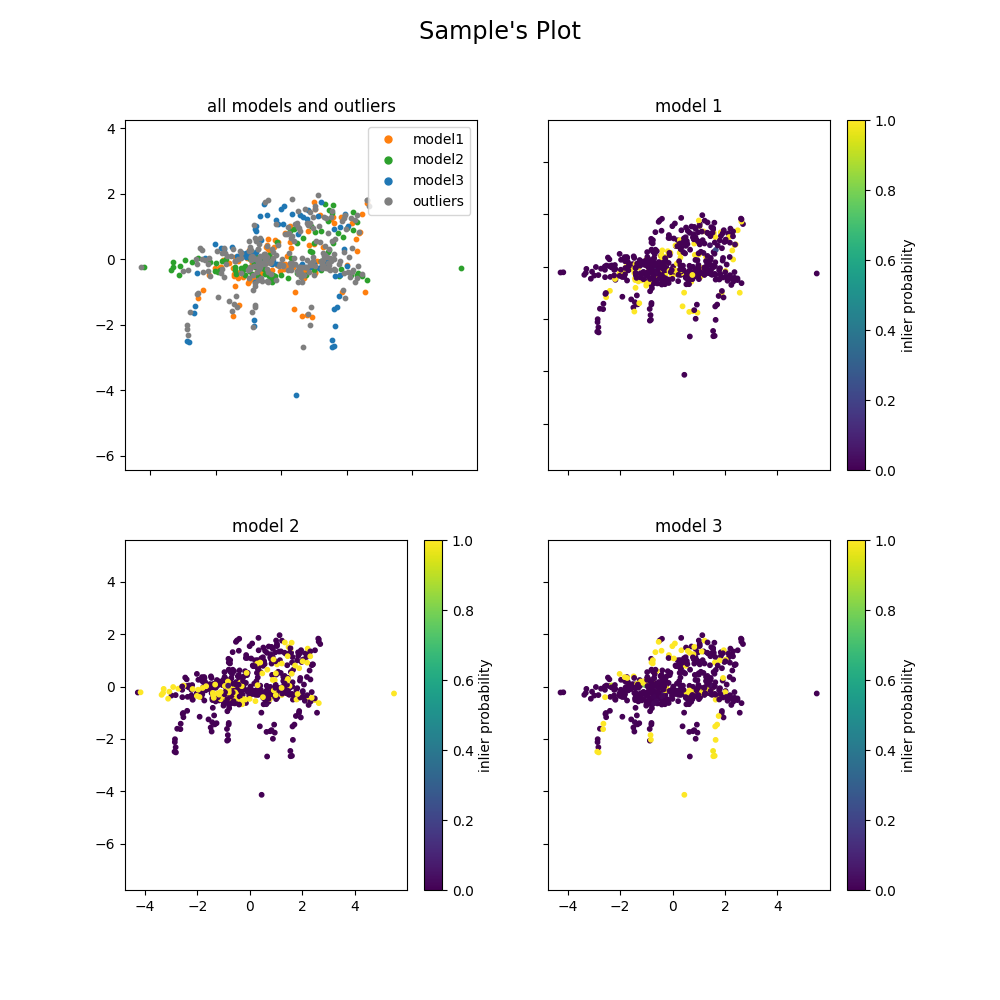 Sample's Plot
all models and outliers
model1
model2
model3
outliers
4
2
0
−2
−4
−6
model 1
1.0
0.8
0.6
0.4
0.2
0.0
inlier probability
model 2
4
2
0
−2
−4
−6
−4 −2 0 2 4
1.0
0.8
0.6
0.4
0.2
0.0
inlier probability
model 3
−4 −2 0 2 4
1.0
0.8
0.6
0.4
0.2
0.0
inlier probability